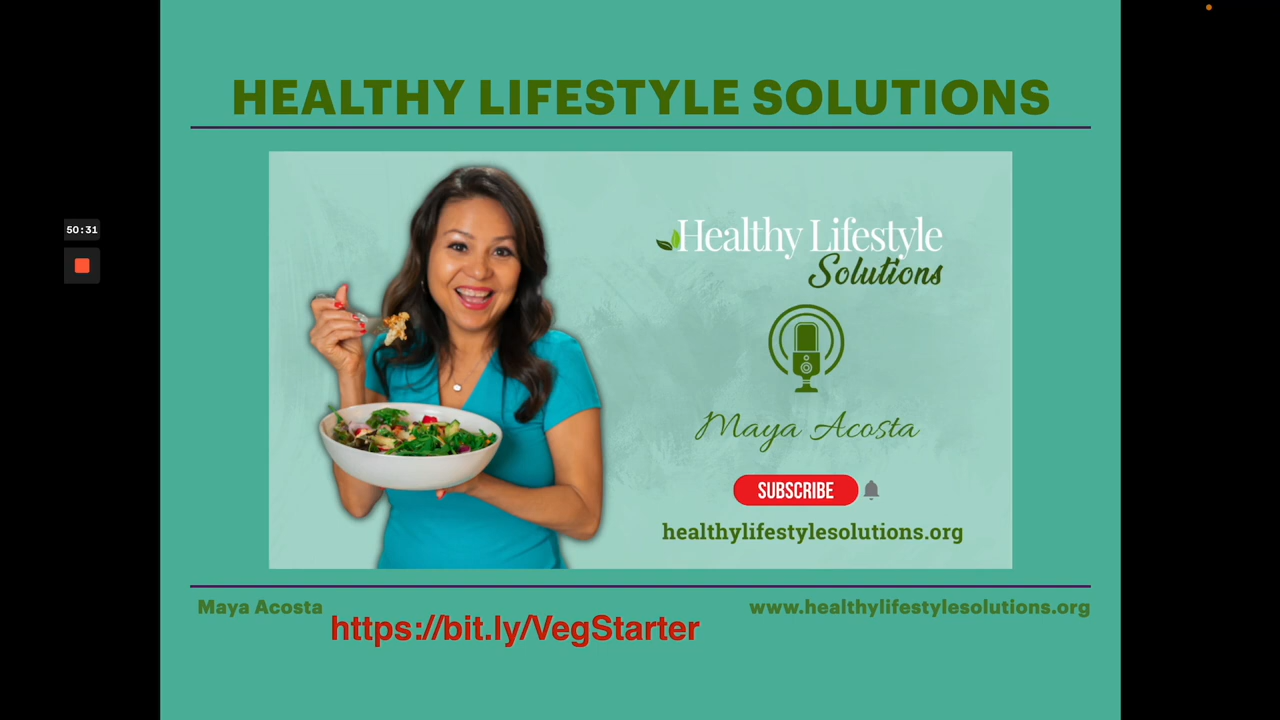 HEALTHY LIFESTYLE SOLUTIONS
50:31
Healthy Lifestyle
Solutions
Maya Acosta
SUBSCRIBE
healthylifestylesolutions.org
Maya Acosta
www.healthylifestylesolutions.org
https://bit.ly/VegStarter